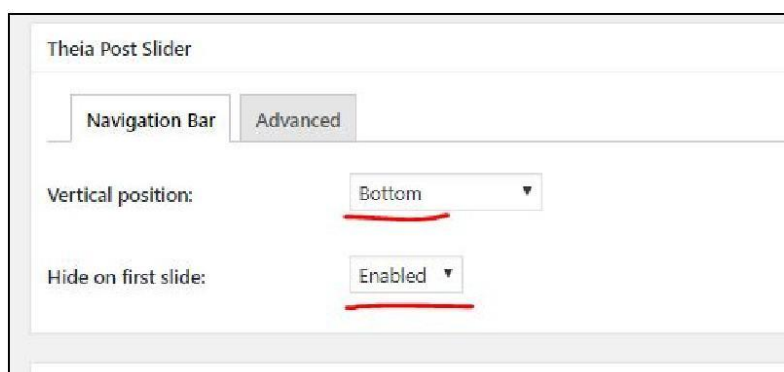 Theia Post Slider
Navigation Bar Advanced
Vertical position: Bottom
Hide on first slide: Enabled